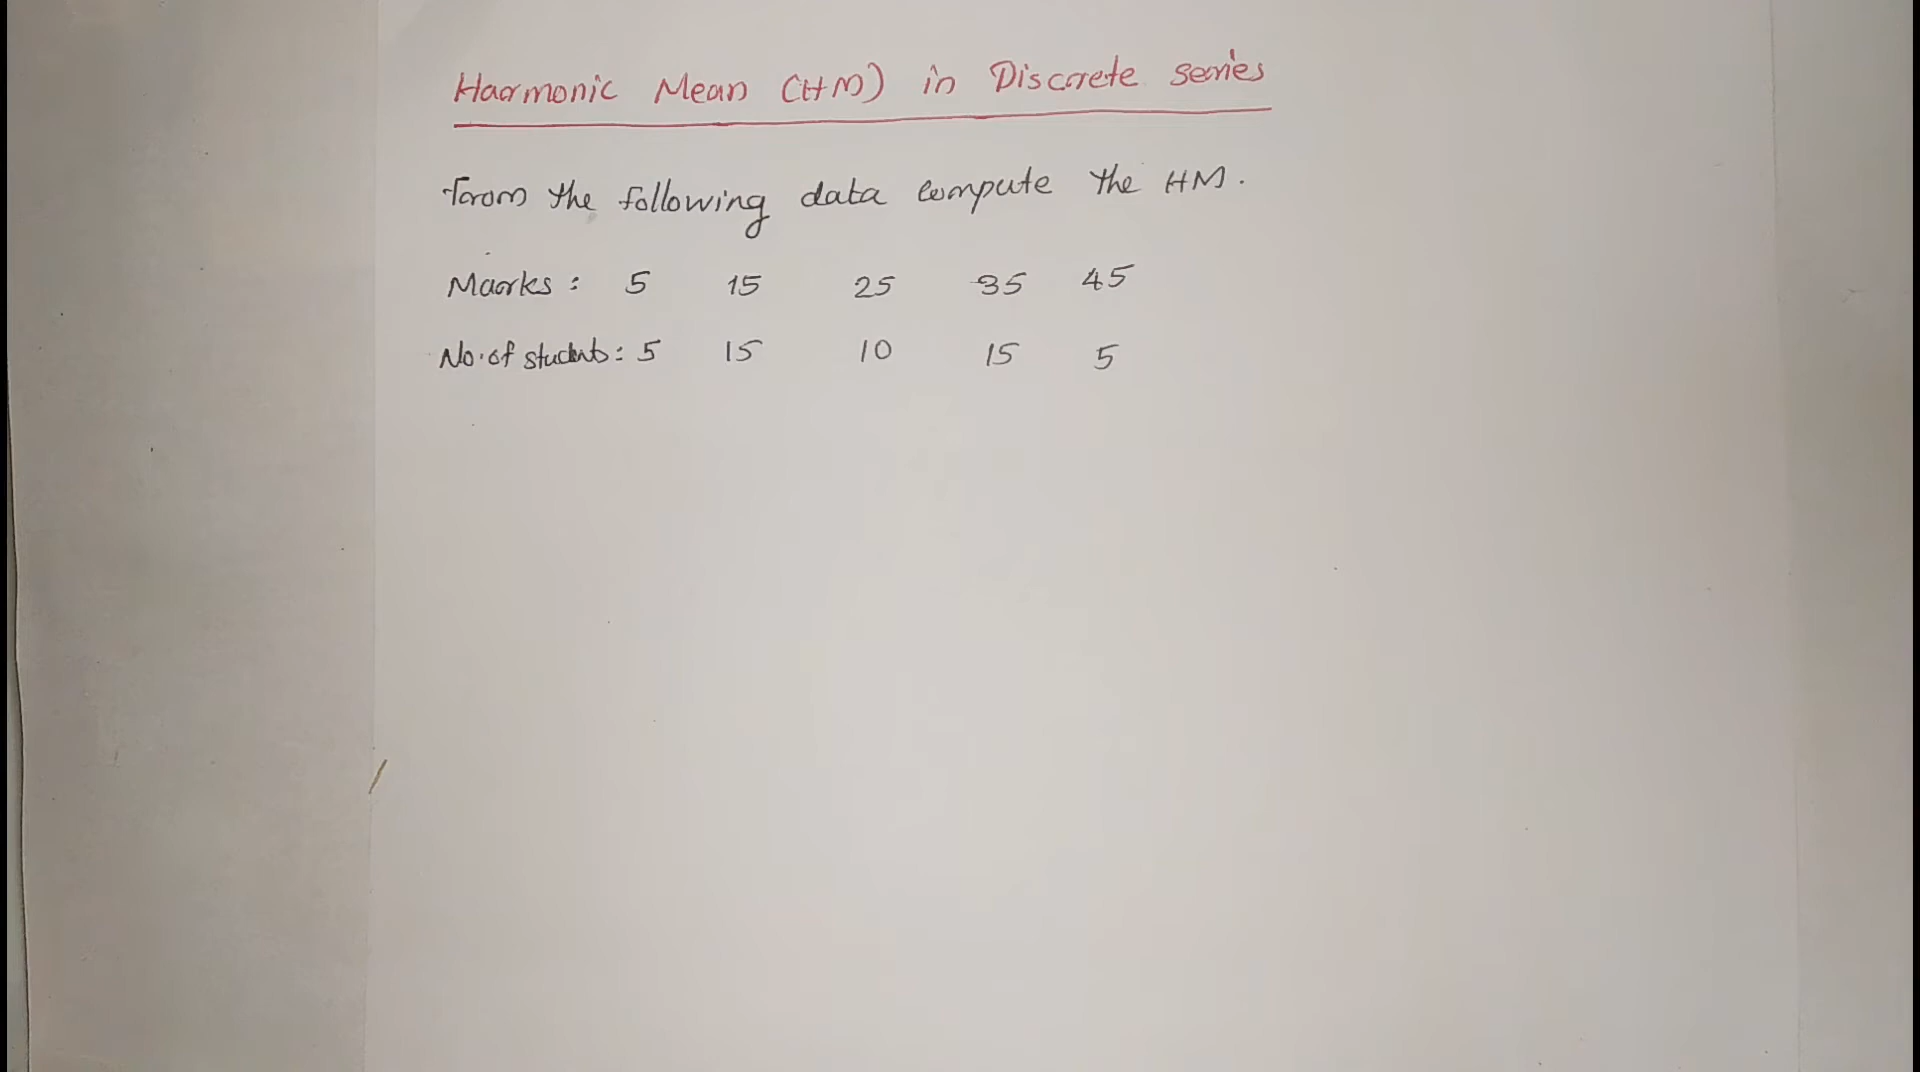 Harmonic Mean (HM) in Discrete series
From the following data compute the HM.
Marks : 5 15 25 35 45
No. of students : 5 15 10 15 5